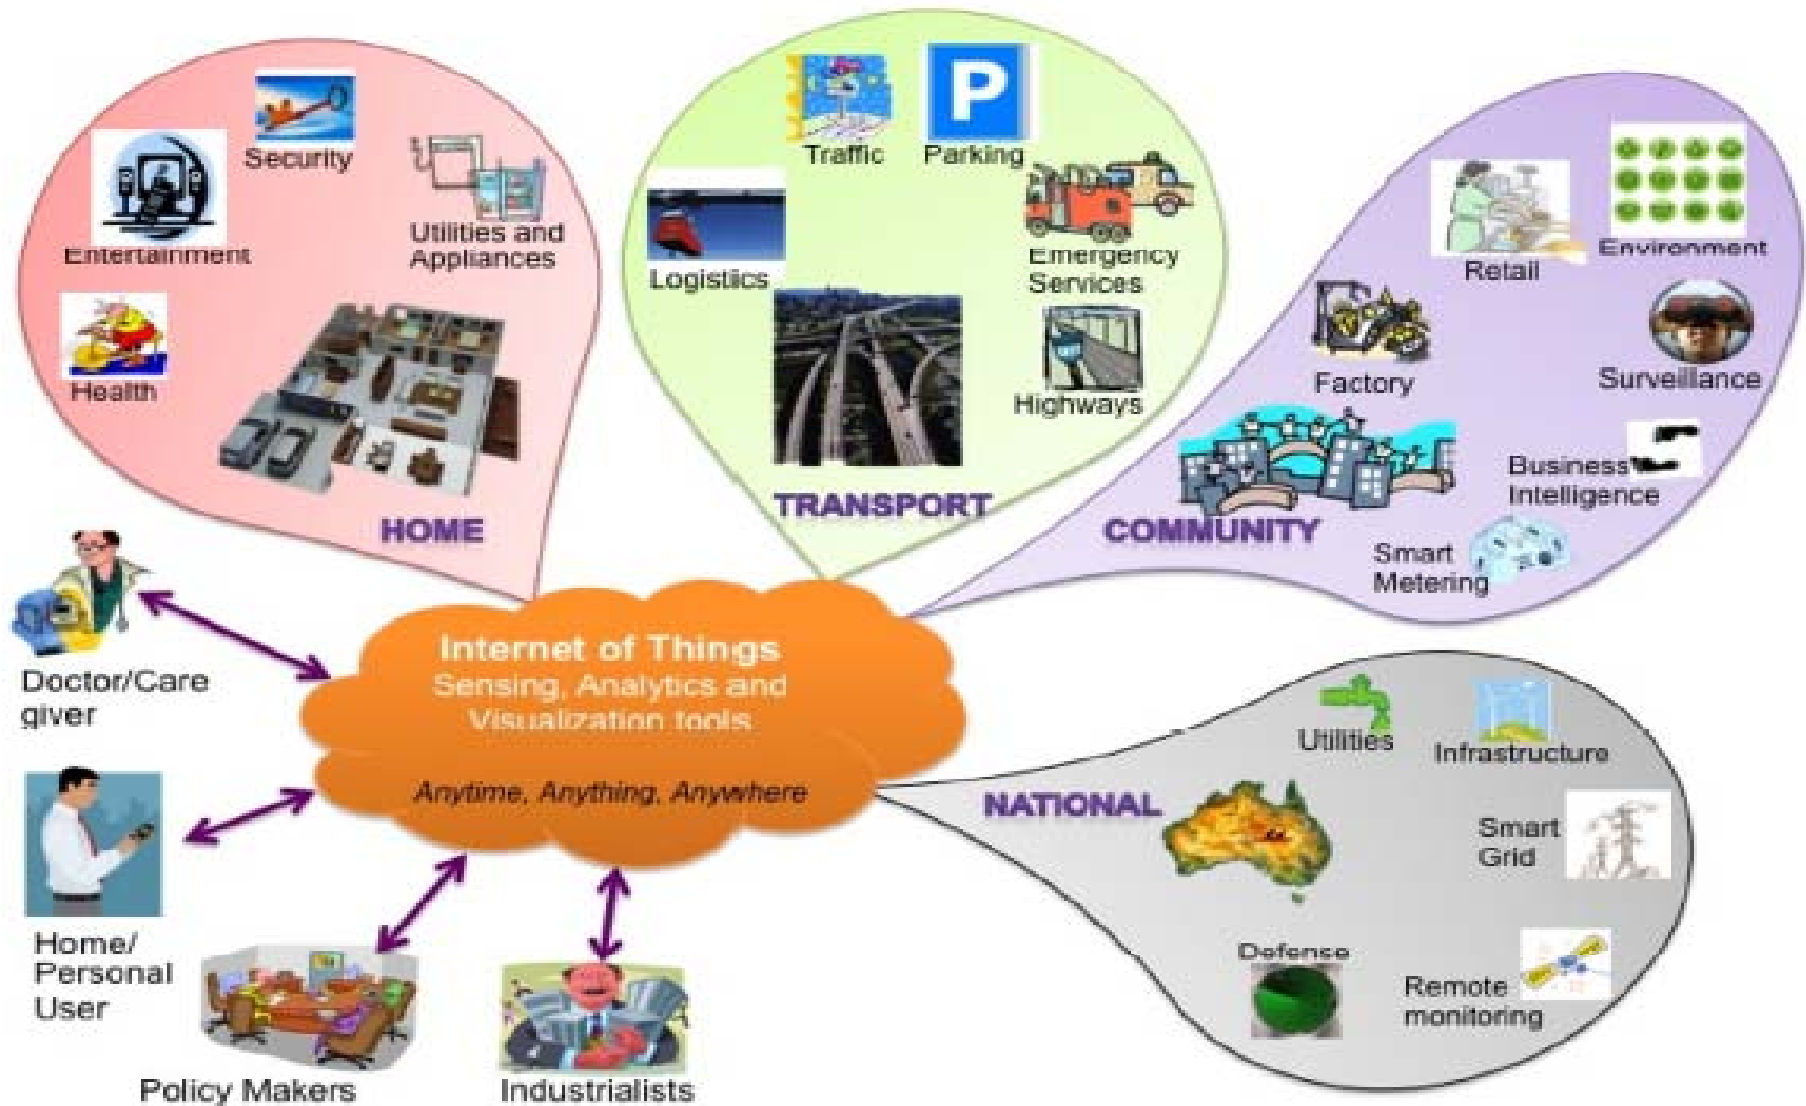 Security
Entertainment
Utilities and
Appliances
Health
HOME
Traffic
P
Parking
Logistics
Emergency
Services
Highways
TRANSPORT
Retail
Environment
Factory
Surveillance
Business
Intelligence
Smart
Metering
COMMUNITY
Internet of Things
Sensing, Analytics and
Visualization tools
Anytime, Anything, Anywhere
Doctor/Care
giver
Home/
Personal
User
Policy Makers
Industrialists
NATIONAL
Utilities
Infrastructure
Smart
Grid
Defense
Remote
monitoring